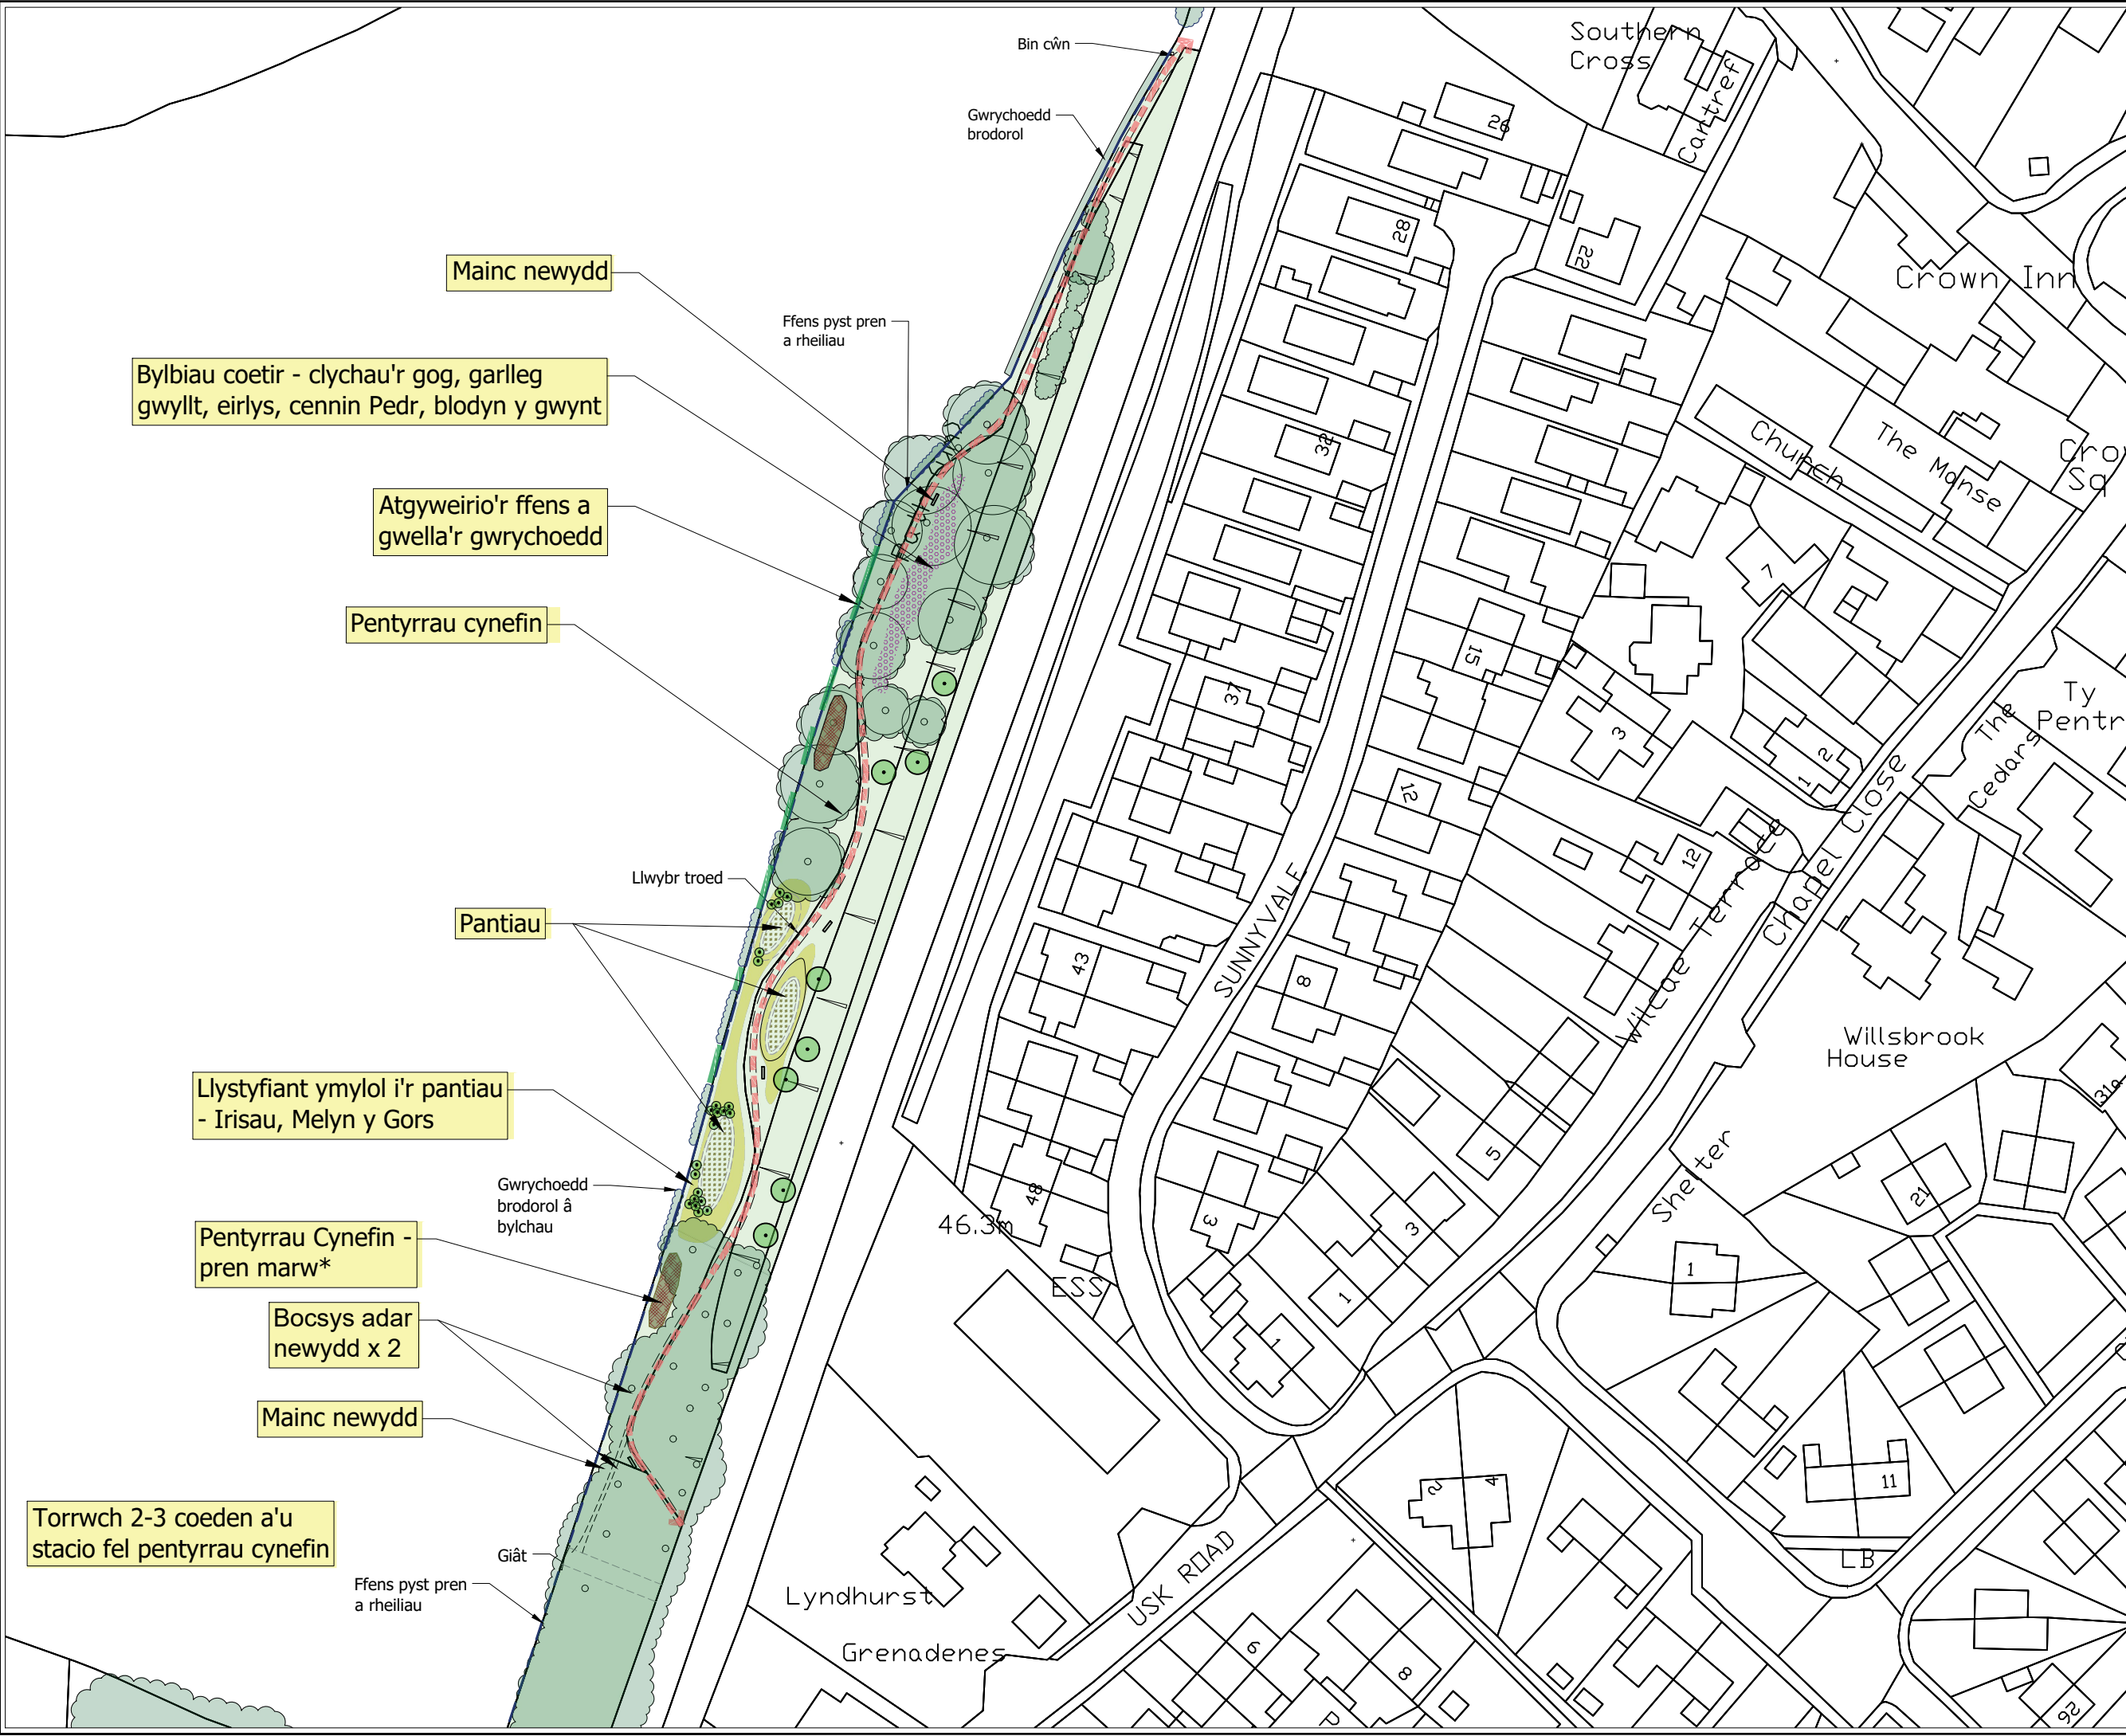 Bin cŵn
Gwrychoedd
brodorol
Mainc newydd
Ffens pyst pren
a rheiliau
Bylbiau coetir - clychau'r gog, garlleg
gwyllt, eirlys, cennin Pedr, blodyn y gwynt
Atgyweirio'r ffens a
gwella'r gwrychoedd
Pentyrrau cynefin
Llwybr troed
Pantiau
Llystyfiant ymylol i'r pantiau
- Irisau, Melyn y Gors
Gwrychoedd
brodorol â
bylchau
Pentyrrau Cynefin -
pren marw*
Bocsys adar
newydd x 2
Mainc newydd
Torrwch 2-3 coeden a'u
stacio fel pentyrrau cynefin
Giât
Ffens pyst pren
a rheiliau
Southern
Cross
Cantref
26
28
22
Crown Inn
32
Church
The Manse
Cro
Sq
7
15
37
3
1
2
The
Cedars
Ty
Pentr
12
12
Wilcae Terrace
Chapel Close
43
SUNNYVALE
8
Willsbrook
House
31a
5
Shelter
21
48
46.3m
3
3
ESS
1
1
1
2
4
11
LB
USK ROAD
Lyndhurst
Grenadenes
6
8
26